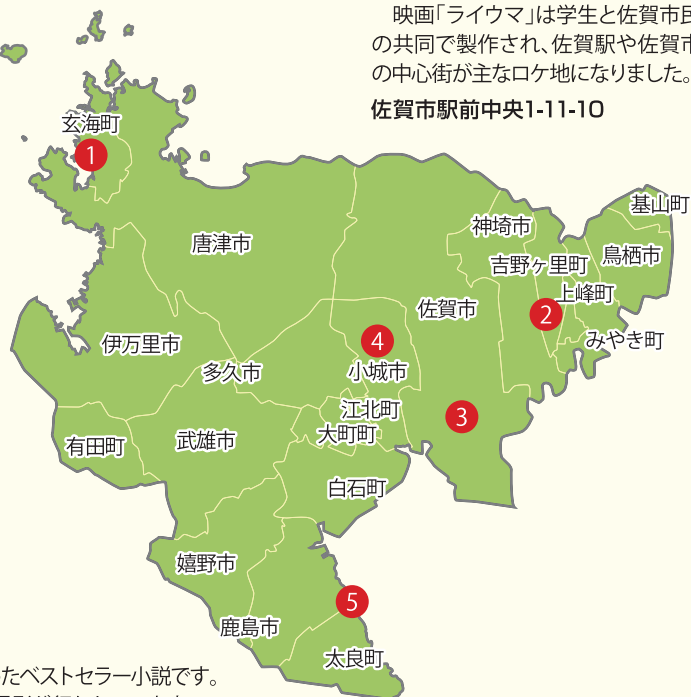 映画「ライウマ」は学生と佐賀市民
の共同で製作され、佐賀駅や佐賀市
の中心街が主なロケ地になりました。
佐賀市駅前中央1-11-10
玄海町
1
基山町
神埼市
唐津市
鳥栖市
吉野ヶ里町
上峰町
佐賀市
2
みやき町
4
伊万里市
小城市
多久市
江北町
3
大町町
有田町
武雄市
白石町
嬉野市
5
鹿島市
太良町
たベストセラー小説です。